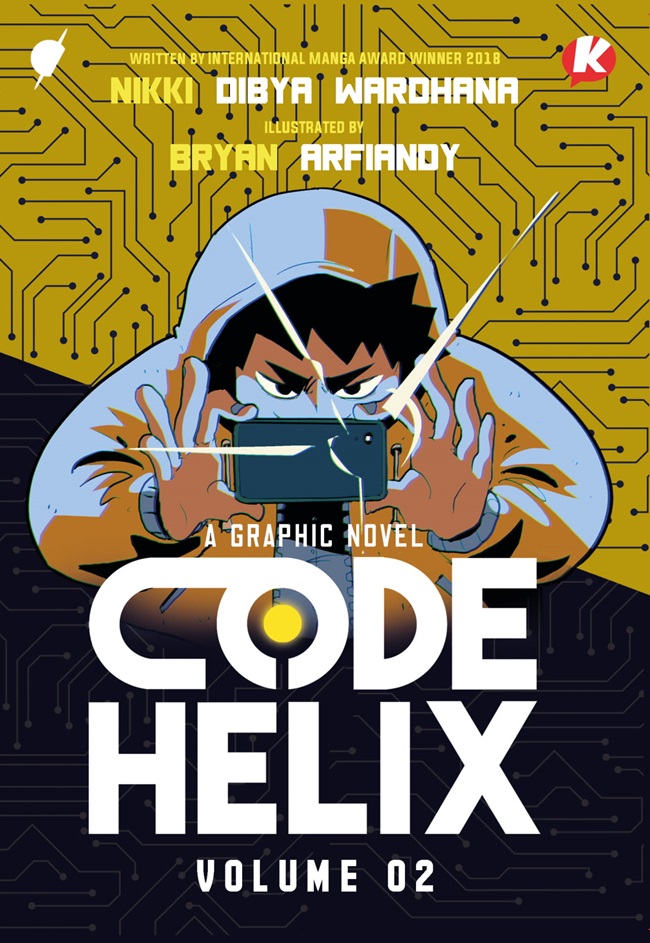 WRITTEN BY INTERNATIONAL MANGA AWARD WINNER 2018
NIKKI DIBYA WARDHANA
ILLUSTRATED BY
BRYAN ARFIANDY
K
A GRAPHIC NOVEL
CODE
HELIX
VOLUME 02